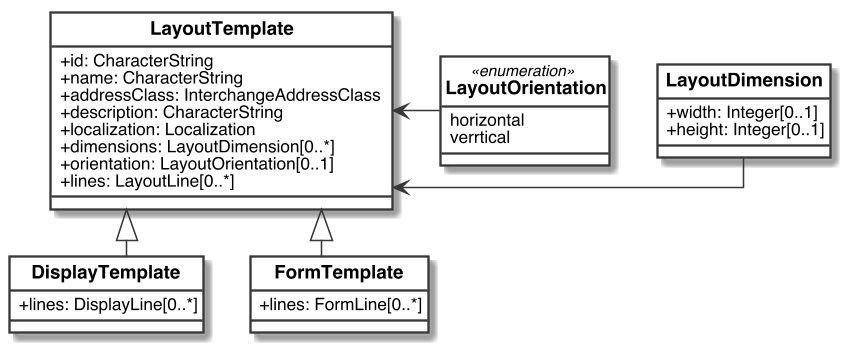 LayoutTemplate
+id: CharacterString
+name: CharacterString
+addressClass: InterchangeAddressClass
+description: CharacterString
+localization: Localization
+dimensions: LayoutDimension[0..*]
+orientation: LayoutOrientation[0..1]
+lines: LayoutLine[0..*]
«enumeration»
LayoutOrientation
horizontal
verrtical
LayoutDimension
+width: Integer[0..1]
+height: Integer[0..1]
DisplayTemplate
+lines: DisplayLine[0..*]
FormTemplate
+lines: FormLine[0..*]